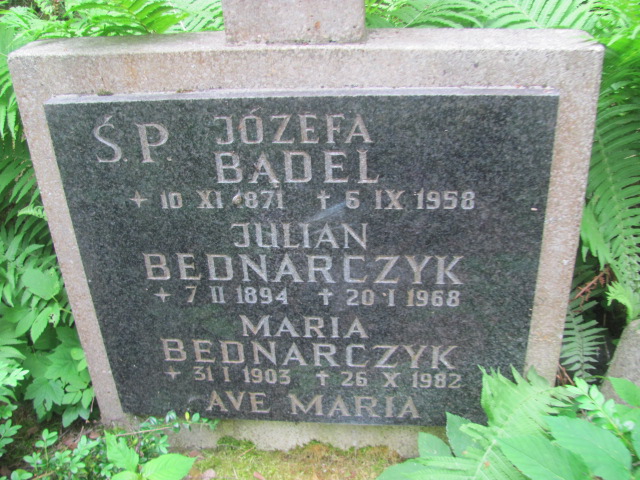 Ś.P. JÓZEFA
BADEL
+ 10 XI 1871 ✝ 6 IX 1958
JULIAN
BEDNARCZYK
+ 7 II 1894 ✝ 20 I 1968
MARIA
BEDNARCZYK
+ 31 I 1903 ✝ 26 X 1982
AVE MARIA